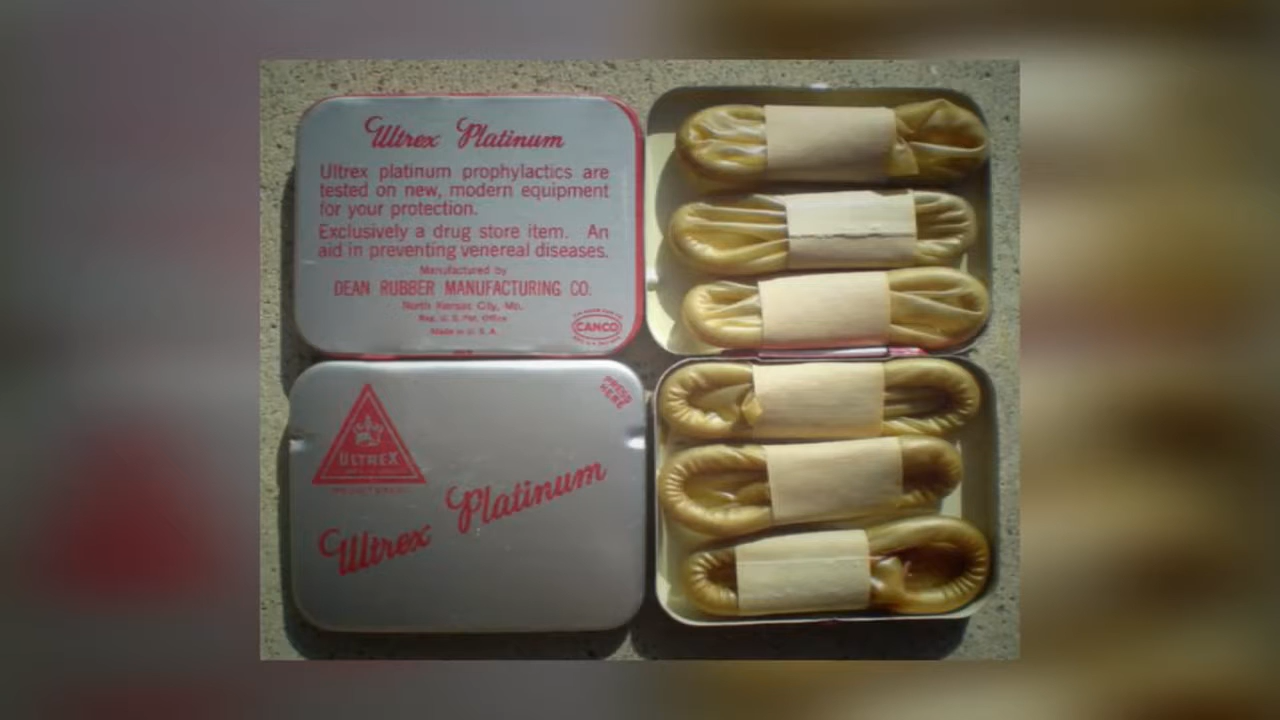 Ultrex Platinum
Ultrex platinum prophylactics are
tested on new, modern equipment
for your protection.
Exclusively a drug store item. An
aid in preventing venereal diseases.
Manufactured by
DEAN RUBBER MANUFACTURING CO.
North Kansas City, Mo.
Reg. U. S. Pat. Office
Made in U. S. A.
CANCO
PRESS
HERE
ULTREX
Ultrex Platinum